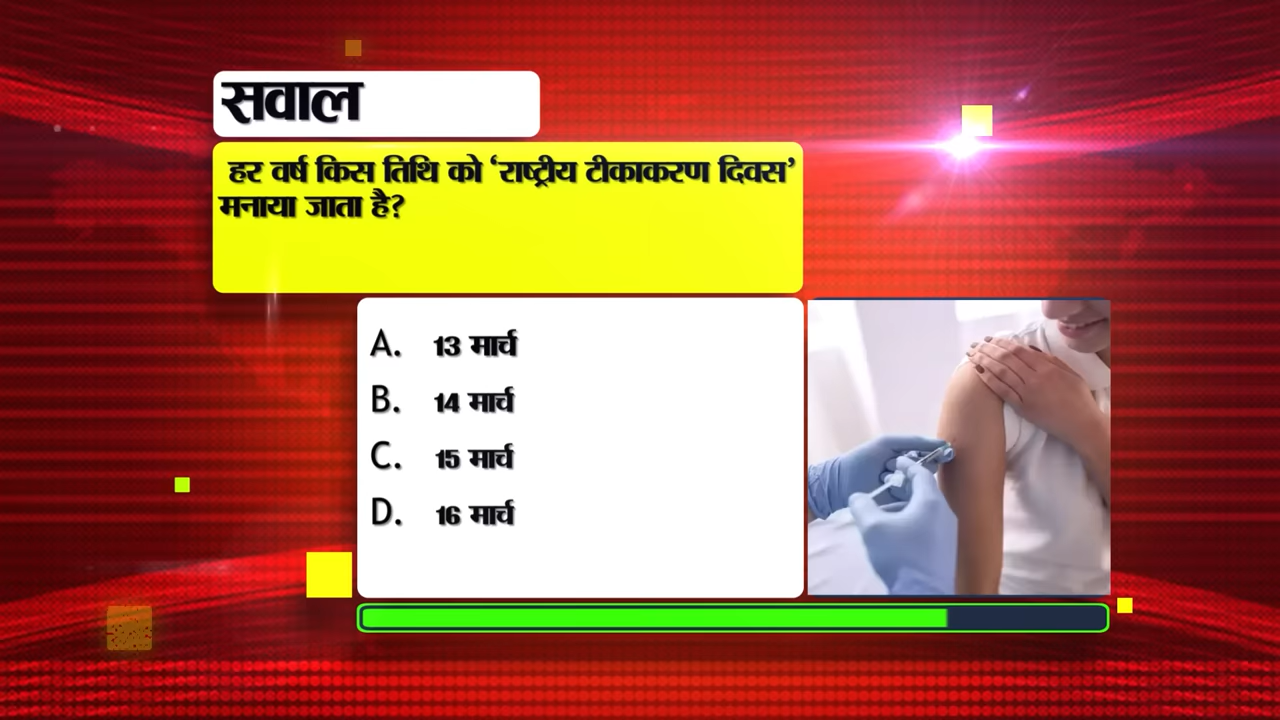 सवाल
हर वर्ष किस तिथि को ‘राष्ट्रीय टीकाकरण दिवस’
मनाया जाता है?
A. 13 मार्च
B. 14 मार्च
C. 15 मार्च
D. 16 मार्च